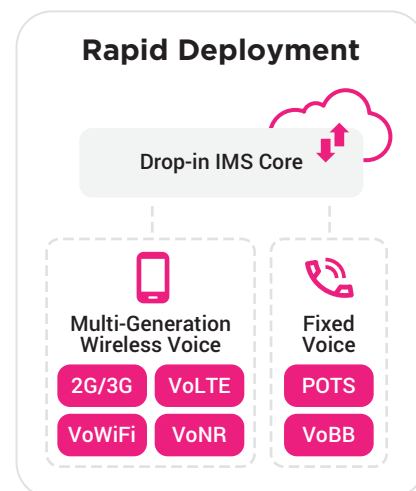 Rapid Deployment
Drop-in IMS Core
Multi-Generation
Wireless Voice
2G/3G VoLTE
VoWiFi VoNR
Fixed
Voice
POTS
VoBB